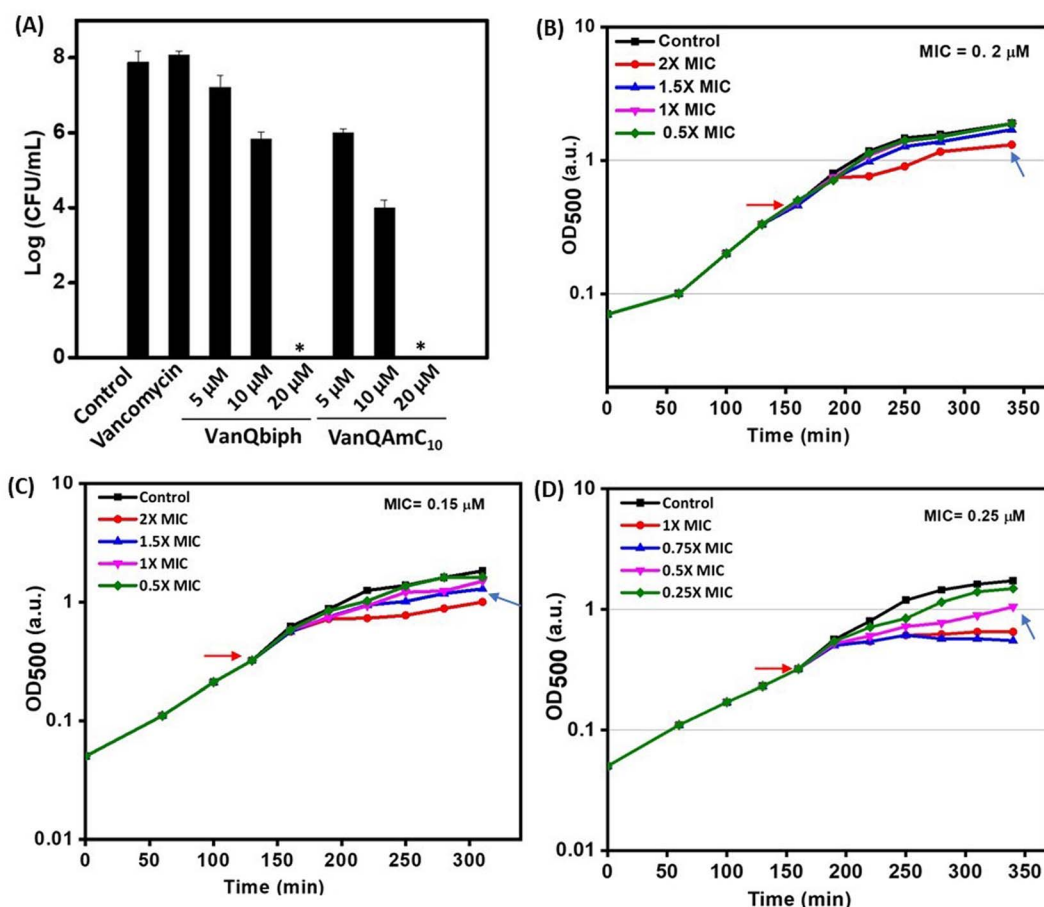 (A)
Log (CFU/mL)
8
6
4
2
0
* *
Control
Vancomycin
5 µM
10 µM
20 µM
5 µM
10 µM
20 µM
VanQbiph VanQAmC₁₀
(B)
Control
2X MIC
1.5X MIC
1X MIC
0.5X MIC
MIC = 0. 2 µM
OD500 (a.u.)
10
1
0.1
0 50 100 150 200 250 300 350
Time (min)
(C)
Control
2X MIC
1.5X MIC
1X MIC
0.5X MIC
MIC = 0.15 µM
OD500 (a.u.)
10
1
0.1
0.01
0 50 100 150 200 250 300
Time (min)
(D)
Control
1X MIC
0.75X MIC
0.5X MIC
0.25X MIC
MIC= 0.25 µM
OD500 (a.u.)
10
1
0.1
0.01
0 50 100 150 200 250 300 350
Time (min)